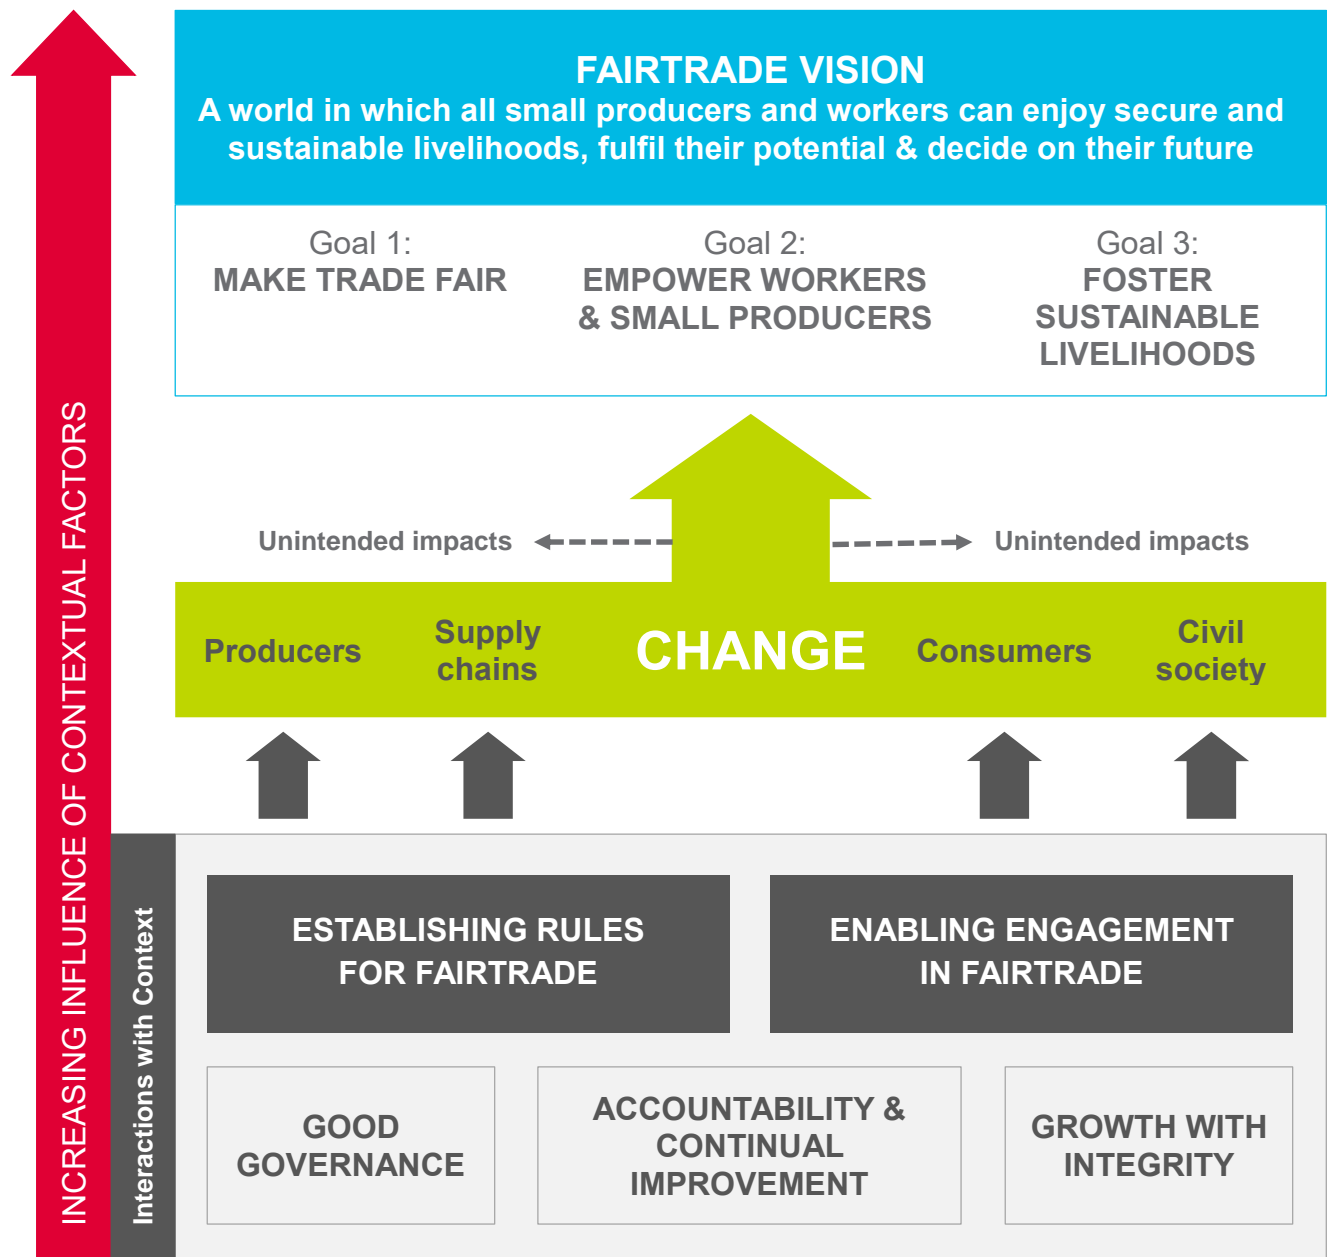 FAIRTRADE VISION
A world in which all small producers and workers can enjoy secure and
sustainable livelihoods, fulfil their potential & decide on their future
Goal 1:
MAKE TRADE FAIR
Goal 2:
EMPOWER WORKERS
& SMALL PRODUCERS
Goal 3:
FOSTER
SUSTAINABLE
LIVELIHOODS
Unintended impacts
Unintended impacts
Producers
Supply
chains
CHANGE
Consumers
Civil
society
ESTABLISHING RULES
FOR FAIRTRADE
ENABLING ENGAGEMENT
IN FAIRTRADE
GOOD
GOVERNANCE
ACCOUNTABILITY &
CONTINUAL
IMPROVEMENT
GROWTH WITH
INTEGRITY
INCREASING INFLUENCE OF CONTEXTUAL FACTORS
Interactions with Context